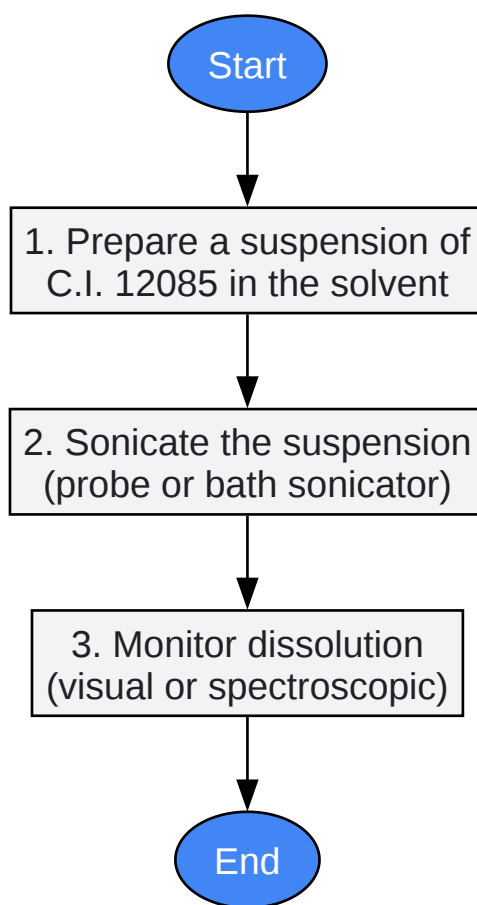 Start
1. Prepare a suspension of
C.I. 12085 in the solvent
2. Sonicate the suspension
(probe or bath sonicator)
3. Monitor dissolution
(visual or spectroscopic)
End